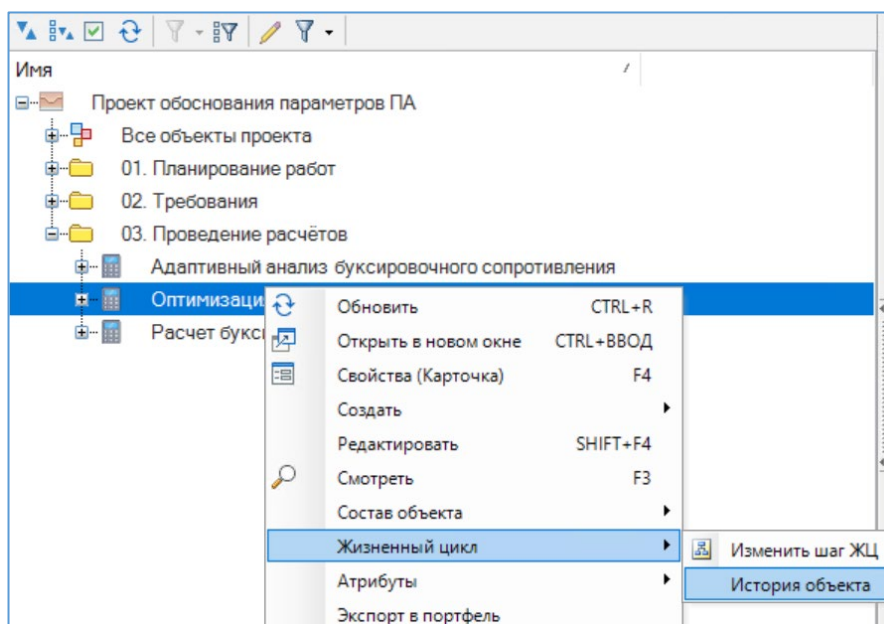 Имя
Проект обоснования параметров ПА
Все объекты проекта
01. Планирование работ
02. Требования
03. Проведение расчётов
Адаптивный анализ буксировочного сопротивления
Оптимизация
Расчет букс
Обновить CTRL+R
Открыть в новом окне CTRL+ВВОД
Свойства (Карточка) F4
Создать
Редактировать SHIFT+F4
Смотреть F3
Состав объекта
Жизненный цикл
Изменить шаг ЖЦ
Атрибуты
История объекта
Экспорт в портфель